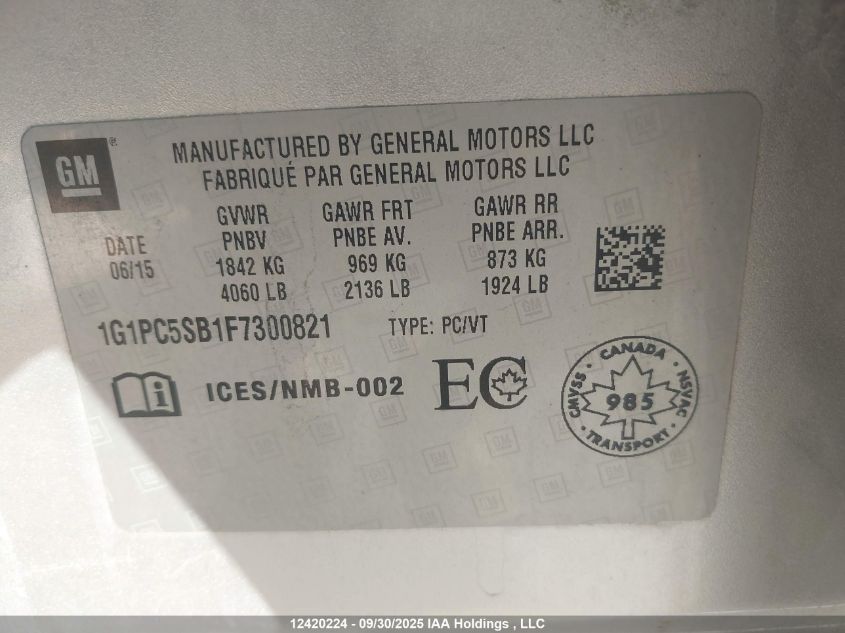 GM®
MANUFACTURED BY GENERAL MOTORS LLC
FABRIQUÉ PAR GENERAL MOTORS LLC
DATE
06/15
GVWR
PNBV
1842 KG
4060 LB
GAWR FRT
PNBE AV.
969 KG
2136 LB
GAWR RR
PNBE ARR.
873 KG
1924 LB
1G1PC5SB1F7300821 TYPE: PC/VT
i ICES/NMB-002 EC
CANADA
CMVSS 985 NSVAC
TRANSPORT
12420224 - 09/30/2025 IAA Holdings , LLC